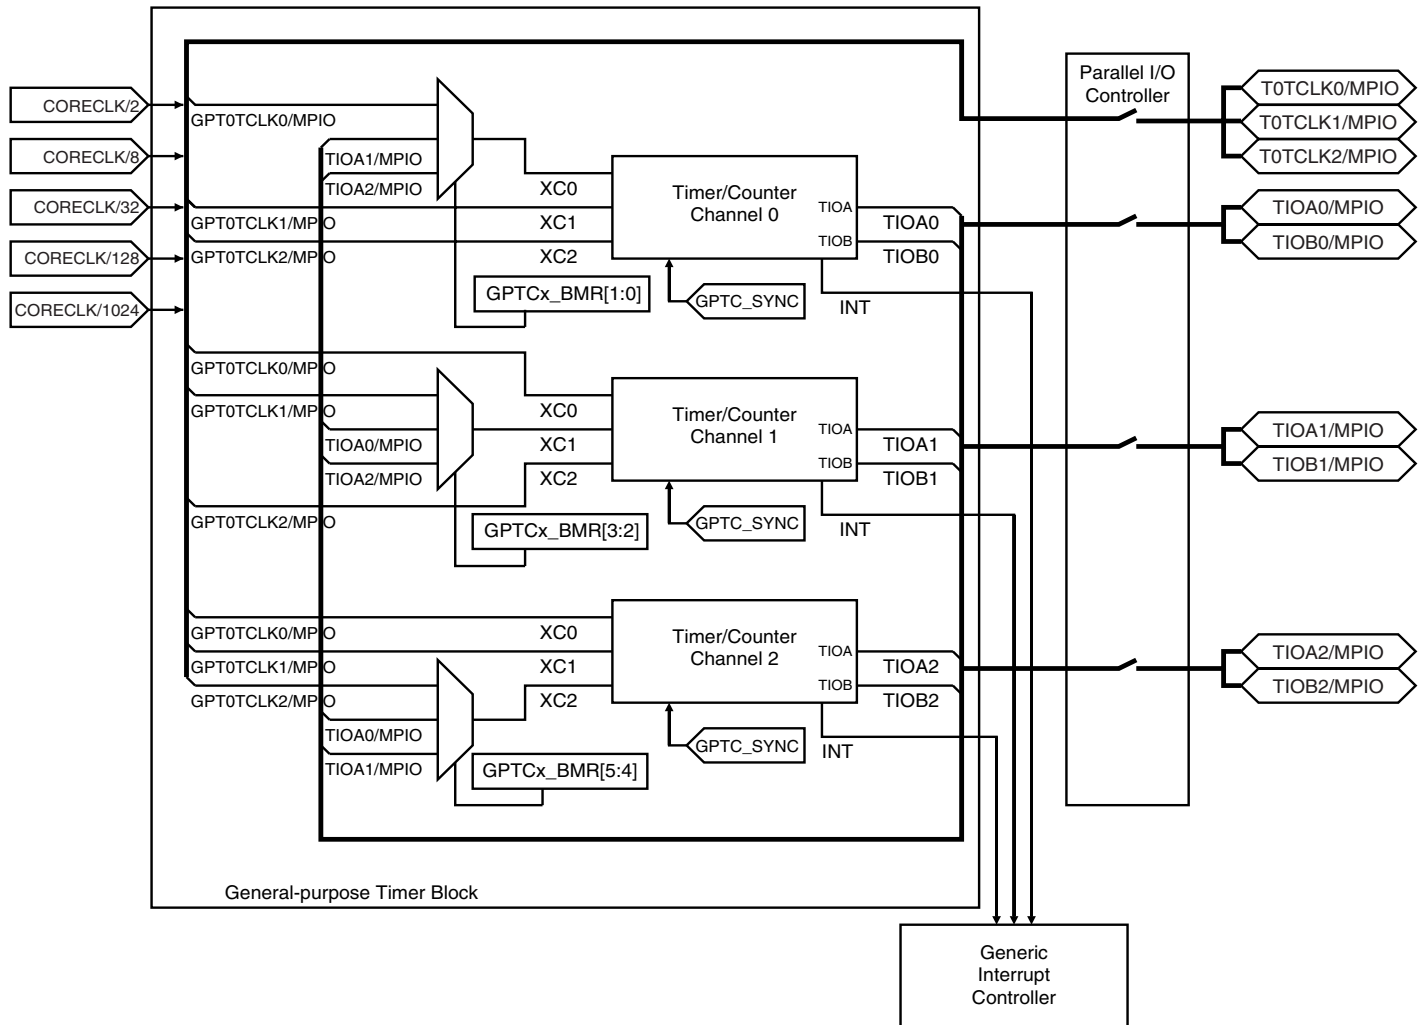 CORECLK/2
CORECLK/8
CORECLK/32
CORECLK/128
CORECLK/1024
GPT0TCLK0/MPIO
TIOA1/MPIO
TIOA2/MPIO
GPT0TCLK1/MPIO
GPT0TCLK2/MPIO
XC0
XC1
XC2
Timer/Counter
Channel 0
TIOA
TIOB
TIOA0
TIOB0
GPTCx_BMR[1:0]
GPTC_SYNC
INT
GPT0TCLK0/MPIO
GPT0TCLK1/MPIO
TIOA0/MPIO
TIOA2/MPIO
GPT0TCLK2/MPIO
XC0
XC1
XC2
Timer/Counter
Channel 1
TIOA
TIOB
TIOA1
TIOB1
GPTCx_BMR[3:2]
GPTC_SYNC
INT
GPT0TCLK0/MPIO
GPT0TCLK1/MPIO
GPT0TCLK2/MPIO
TIOA0/MPIO
TIOA1/MPIO
XC0
XC1
XC2
Timer/Counter
Channel 2
TIOA
TIOB
TIOA2
TIOB2
GPTCx_BMR[5:4]
GPTC_SYNC
INT
General-purpose Timer Block
Parallel I/O
Controller
T0TCLK0/MPIO
T0TCLK1/MPIO
T0TCLK2/MPIO
TIOA0/MPIO
TIOB0/MPIO
TIOA1/MPIO
TIOB1/MPIO
TIOA2/MPIO
TIOB2/MPIO
Generic
Interrupt
Controller